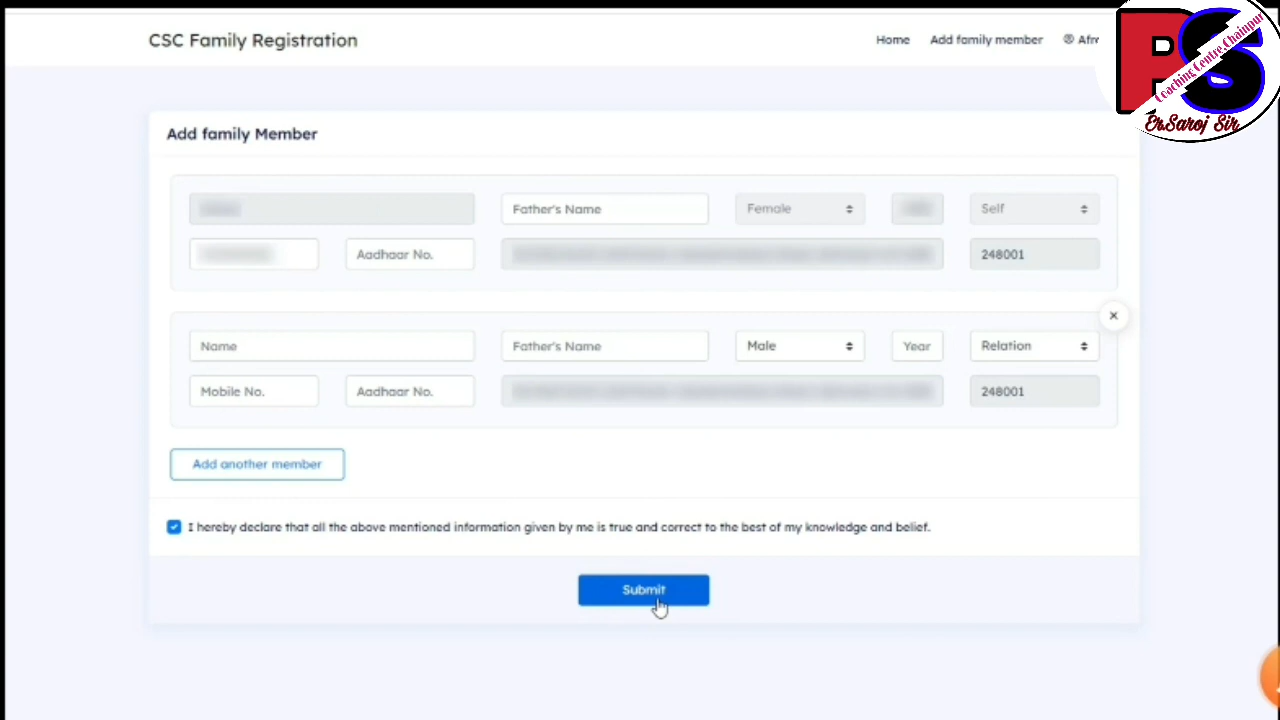 CSC Family Registration
Home Add family member Afr
PS
Coaching Centre,Chainpur
Er.Saroj Sir
Add family Member
Father's Name Female Self
Aadhaar No. 248001
Name Father's Name Male Year Relation
Mobile No. Aadhaar No. 248001
Add another member
I hereby declare that all the above mentioned information given by me is true and correct to the best of my knowledge and belief.
Submit